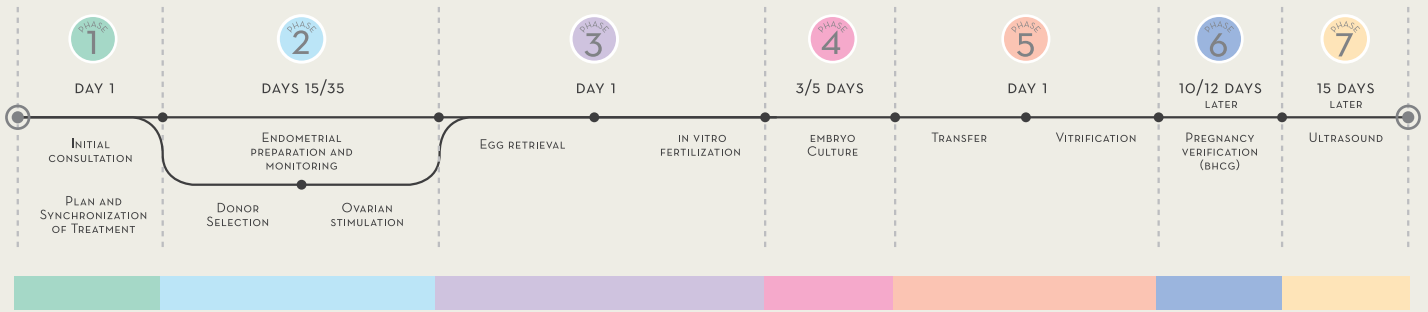 PHASE
1
DAY 1
Initial
consultation
Plan and
Synchronization
of Treatment
PHASE
2
DAYS 15/35
Endometrial
preparation and
monitoring
Donor
Selection
Ovarian
stimulation
PHASE
3
DAY 1
Egg retrieval
in vitro
fertilization
PHASE
4
3/5 DAYS
embryo
Culture
PHASE
5
DAY 1
Transfer
Vitrification
PHASE
6
10/12 DAYS
later
Pregnancy
verification
(bhcg)
PHASE
7
15 DAYS
later
Ultrasound